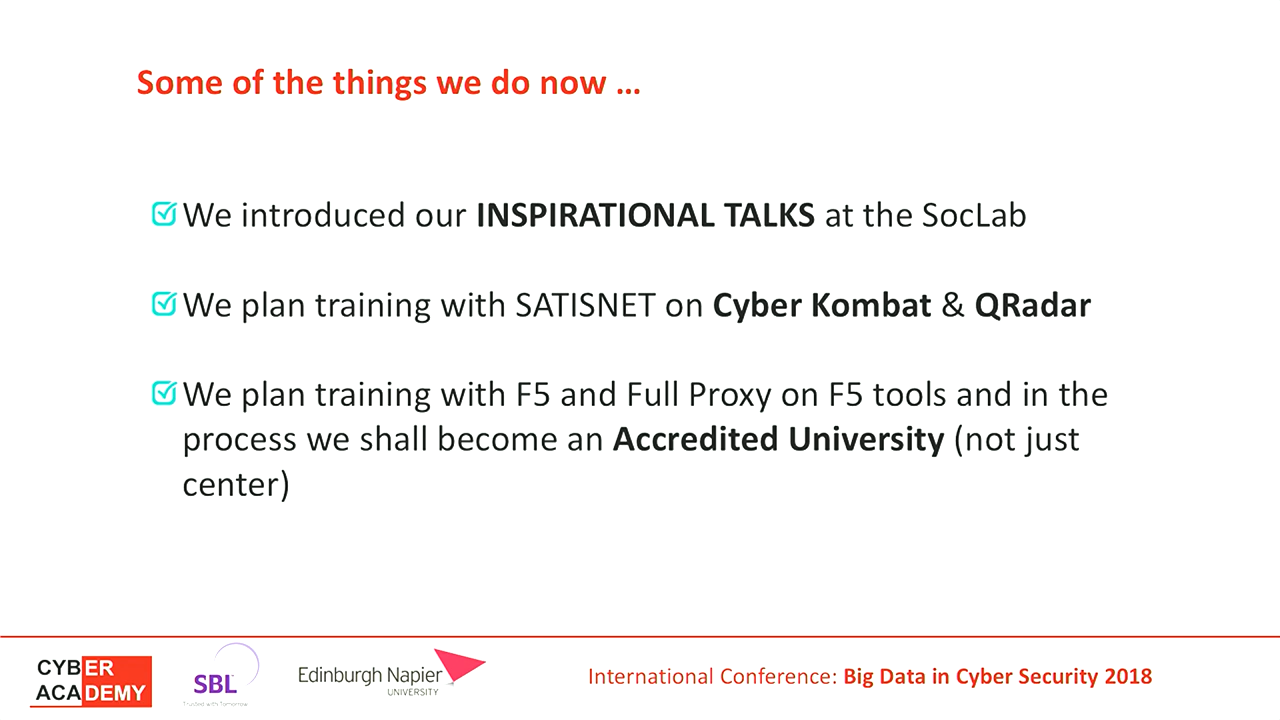 Some of the things we do now ...
We introduced our INSPIRATIONAL TALKS at the SocLab
We plan training with SATISNET on Cyber Kombat & QRadar
We plan training with F5 and Full Proxy on F5 tools and in the
process we shall become an Accredited University (not just
center)
CYBER
ACADEMY
SBL
Trusted with Tomorrow
Edinburgh Napier
UNIVERSITY
International Conference: Big Data in Cyber Security 2018